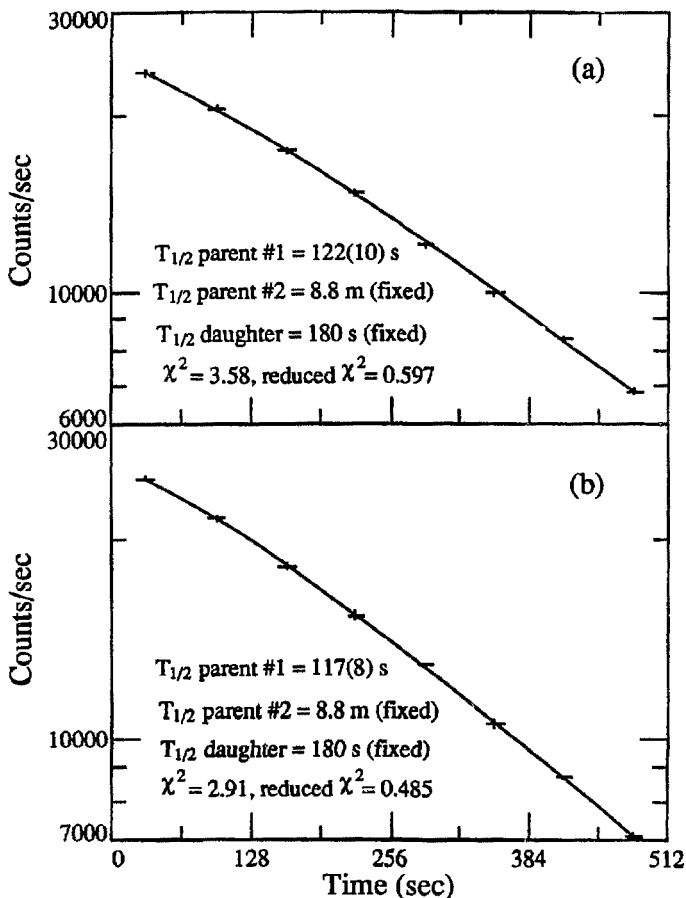 30000
(a)
Counts/sec
T1/2 parent #1 = 122(10) s
T1/2 parent #2 = 8.8 m (fixed)
10000
T1/2 daughter = 180 s (fixed)
χ2 = 3.58, reduced χ2 = 0.597
6000
30000
(b)
Counts/sec
T1/2 parent #1 = 117(8) s
T1/2 parent #2 = 8.8 m (fixed)
10000
T1/2 daughter = 180 s (fixed)
χ2 = 2.91, reduced χ2 = 0.485
7000
0 128 256 384 512
Time (sec)